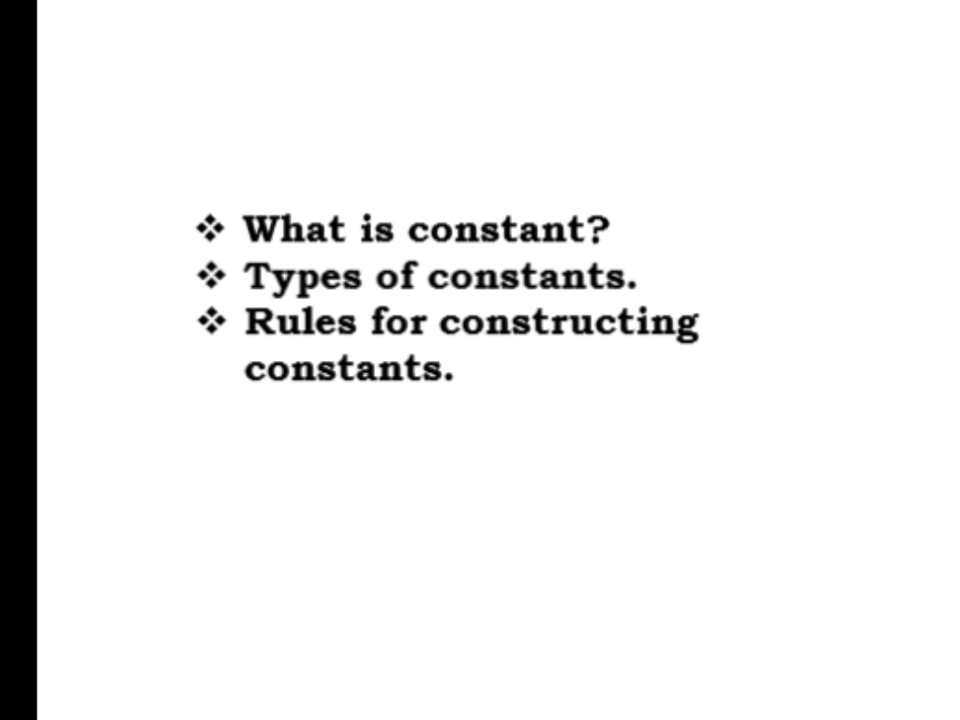 ❖ What is constant?
❖ Types of constants.
❖ Rules for constructing
constants.